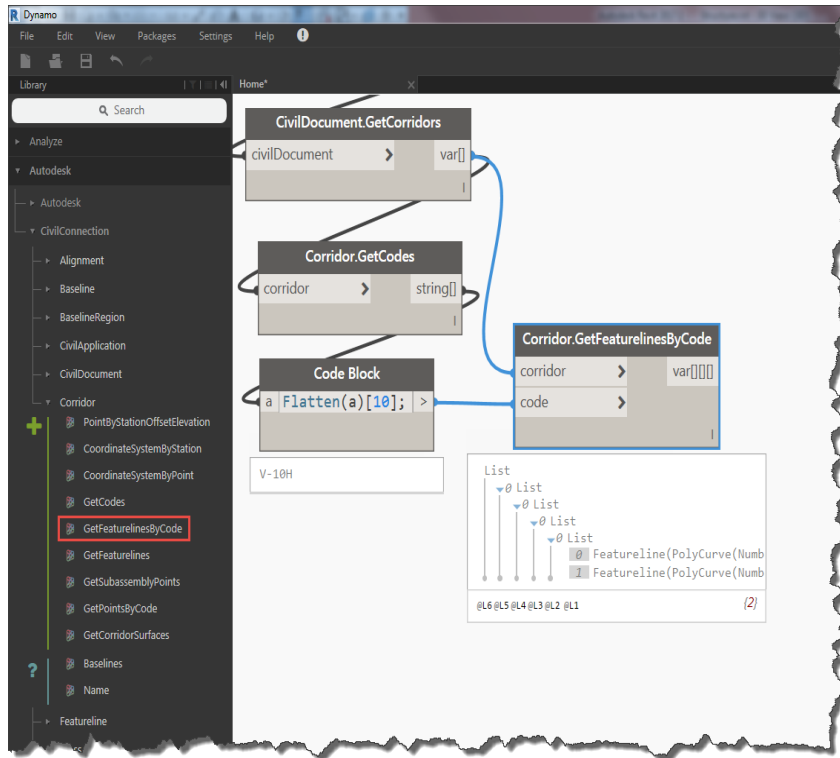 Dynamo
File Edit View Packages Settings Help !
Library
Home*
Search
Analyze
Autodesk
Autodesk
CivilConnection
Alignment
Baseline
BaselineRegion
CivilApplication
CivilDocument
Corridor
PointByStationOffsetElevation
CoordinateSystemByStation
CoordinateSystemByPoint
GetCodes
GetFeaturelinesByCode
GetFeaturelines
GetSubassemblyPoints
GetPointsByCode
GetCorridorSurfaces
Baselines
Name
Featureline
CivilDocument.GetCorridors
civilDocument > var[]
Corridor.GetCodes
corridor > string[]
Code Block
a Flatten(a)[10]; >
V-10H
Corridor.GetFeaturelinesByCode
corridor > var[][][]
code >
List
0 List
0 List
0 List
0 List
0 Featureline(PolyCurve(Numb
1 Featureline(PolyCurve(Numb
@L6 @L5 @L4 @L3 @L2 @L1 {2}